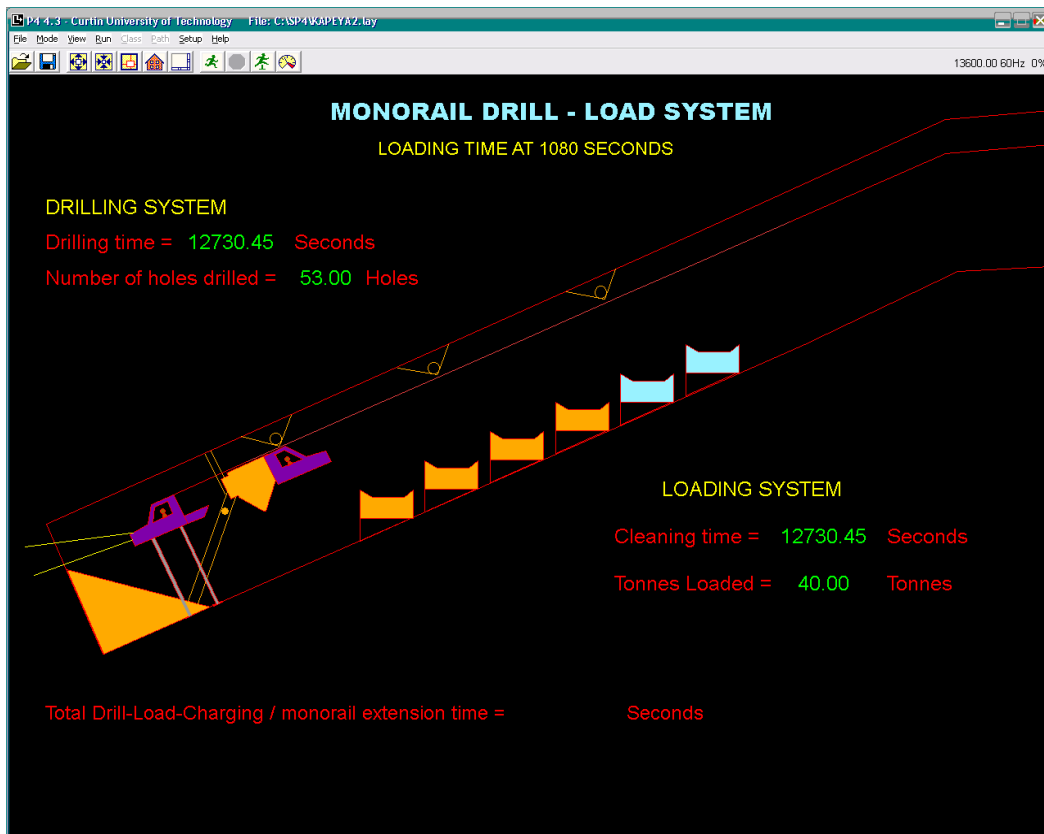 P4 4.3 - Curtin University of Technology File: C:\SP4\KAPEYA2.lay
File Mode View Run Class Path Setup Help
13600.00 60Hz 0%
MONORAIL DRILL - LOAD SYSTEM
LOADING TIME AT 1080 SECONDS
DRILLING SYSTEM
Drilling time = 12730.45 Seconds
Number of holes drilled = 53.00 Holes
LOADING SYSTEM
Cleaning time = 12730.45 Seconds
Tonnes Loaded = 40.00 Tonnes
Total Drill-Load-Charging / monorail extension time = Seconds